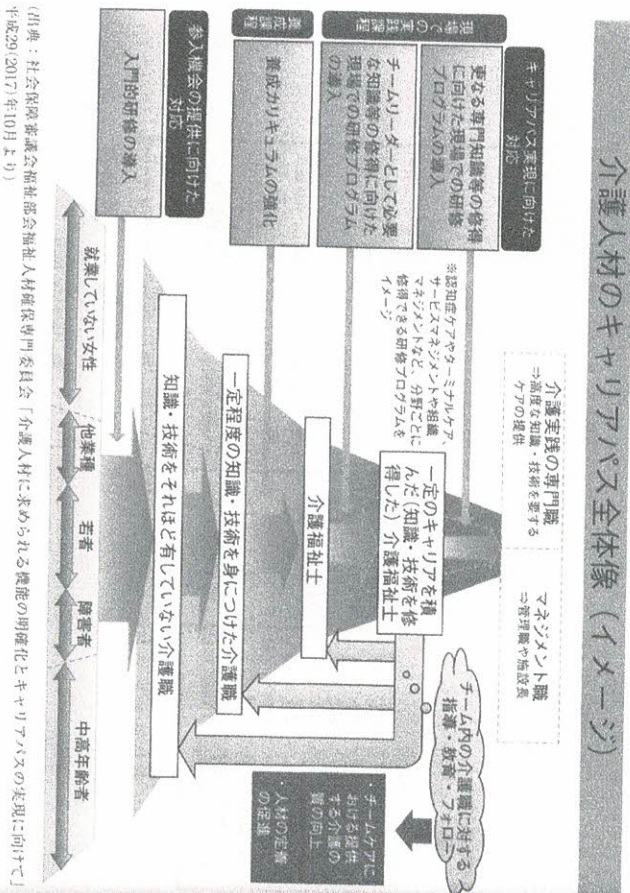 介護人材のキャリアパス全体像（イメージ）
介護実践の専門職
⇒高度な知識・技術を要する
ケアの提供
マネジメント職
⇒管理職や施設長
キャリアパス実現に向けた
対応
現場での実践課程
更なる専門知識等の修得
に向けた現場での研修
プログラムの導入
チームリーダーとして必要
な知識等の修得に向けた
現場での研修プログラム
の導入
養成課程
養成カリキュラムの強化
参入機会の提供に向けた
対応
入門的研修の導入
※認知症ケアやターミナルケア、
サービスマネジメントや組織
マネジメントなど、分野ごとに
修得できる研修プログラムを
イメージ
一定のキャリアを積
んだ（知識・技術を修
得した）介護福祉士
介護福祉士
一定程度の知識・技術を身につけた介護職
知識・技術をそれほど有していない介護職
チーム内の介護職に対する
指導・教育・フォロー
・チームケアに
おける提供
する介護の
質の向上
・人材の定着
の促進
就業していない女性
他業種
若者
障害者
中高年齢者
（出典：社会保障審議会福祉部会福祉人材確保専門委員会「介護人材に求められる機能の明確化とキャリアパスの実現に向けて」
平成29(2017)年10月より）